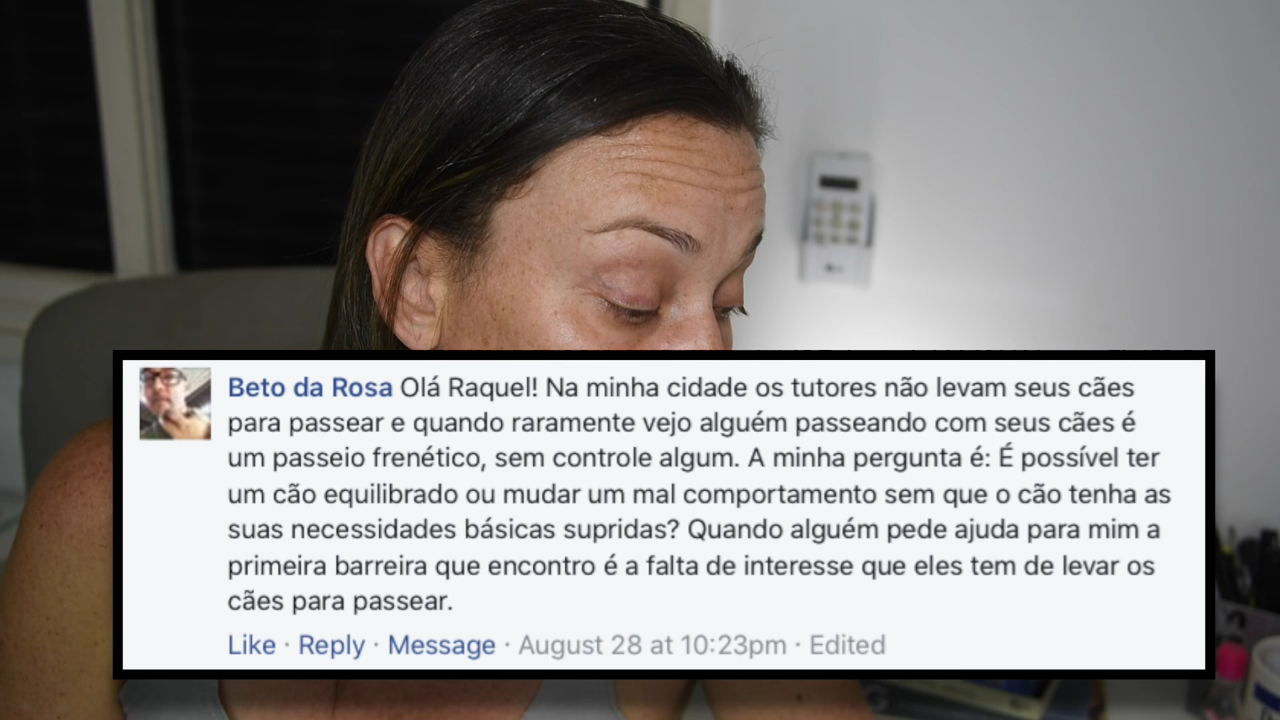 Beto da Rosa Olá Raquel! Na minha cidade os tutores não levam seus cães
para passear e quando raramente vejo alguém passeando com seus cães é
um passeio frenético, sem controle algum. A minha pergunta é: É possível ter
um cão equilibrado ou mudar um mal comportamento sem que o cão tenha as
suas necessidades básicas supridas? Quando alguém pede ajuda para mim a
primeira barreira que encontro é a falta de interesse que eles tem de levar os
cães para passear.
Like · Reply · Message · August 28 at 10:23pm · Edited